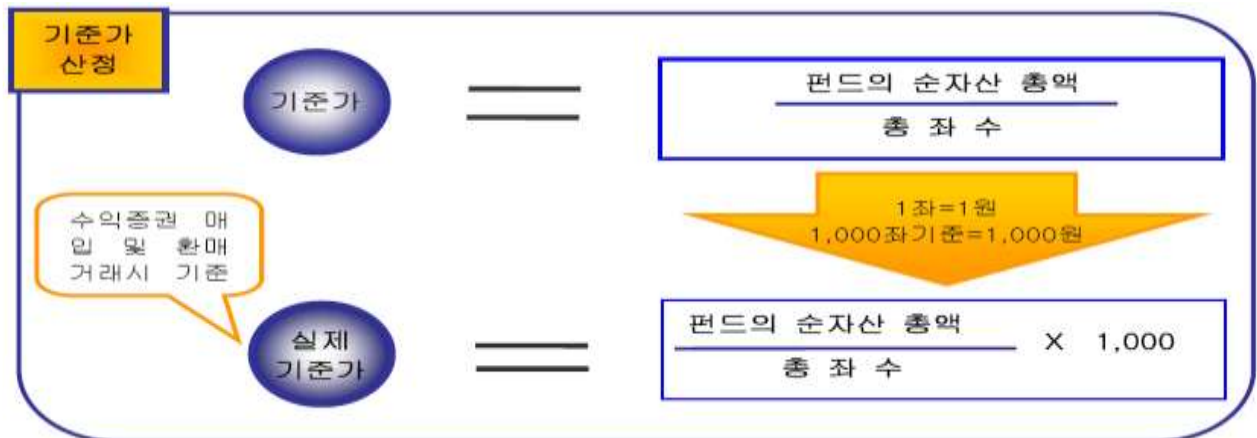 기준가
산정
기준가
펀드의 순자산 총액
총 좌 수
1좌=1원
1,000좌기준=1,000원
수익증권 매
입 및 환매
거래시 기준
실제
기준가
펀드의 순자산 총액
총 좌 수
X 1,000